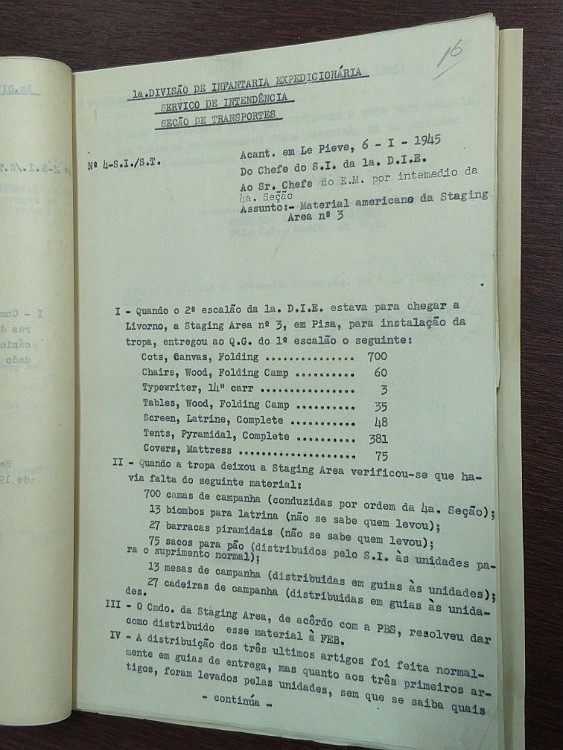 16
1a.DIVISÃO DE INFANTARIA EXPEDICIONÁRIA
SERVICO DE INTENDÊNCIA
SEÇÃO DE TRANSPORTES
Nº 4-S.I./S.T.
Acant. em Le Pieve, 6 - I - 1945
Do Chefe do S.I. da 1a. D.I.E.
Ao Sr. Chefe do E.M. por intemedio da
4a. Seção
Assunto:- Material americano da Staging
Area nº 3
I - Quando o 2º escalão da 1a. D.I.E. estava para chegar a
Livorno, a Staging Area nº 3, em Pisa, para instalação da
tropa, entregou ao Q.G. do 1º escalão o seguinte:
Cots, Canvas, Folding ............... 700
Chairs, Wood, Folding Camp .......... 60
Typewriter, 14" carr ................ 3
Tables, Wood, Folding Camp .......... 35
Screen, Latrine, Complete ........... 48
Tents, Pyramidal, Complete .......... 381
Covers, Mattress .................... 75
II - Quando a tropa deixou a Staging Area verificou-se que ha-
via falta do seguinte material:
700 camas de campanha (conduzidas por ordem da 4a. Seção);
13 biombos para latrina (não se sabe quem levou);
27 barracas piramidais (não se sabe quem levou);
75 sacos para pão (distribuidos pelo S.I. às unidades pa-
ra o suprimento normal);
13 mesas de campanha (distribuidas em guias às unidades);
27 cadeiras de campanha (distribuidas em guias às unida-
des.
III - O Cmdo. da Staging Area, de acôrdo com a PBS, resolveu dar
como distribuido esse material à FEB.
IV - A distribuição dos três ultimos artigos foi feita normal-
mente em guias de entrega, mas quanto aos três primeiros ar-
tigos, foram levados pelas unidades, sem que se saiba quais
- continúa -